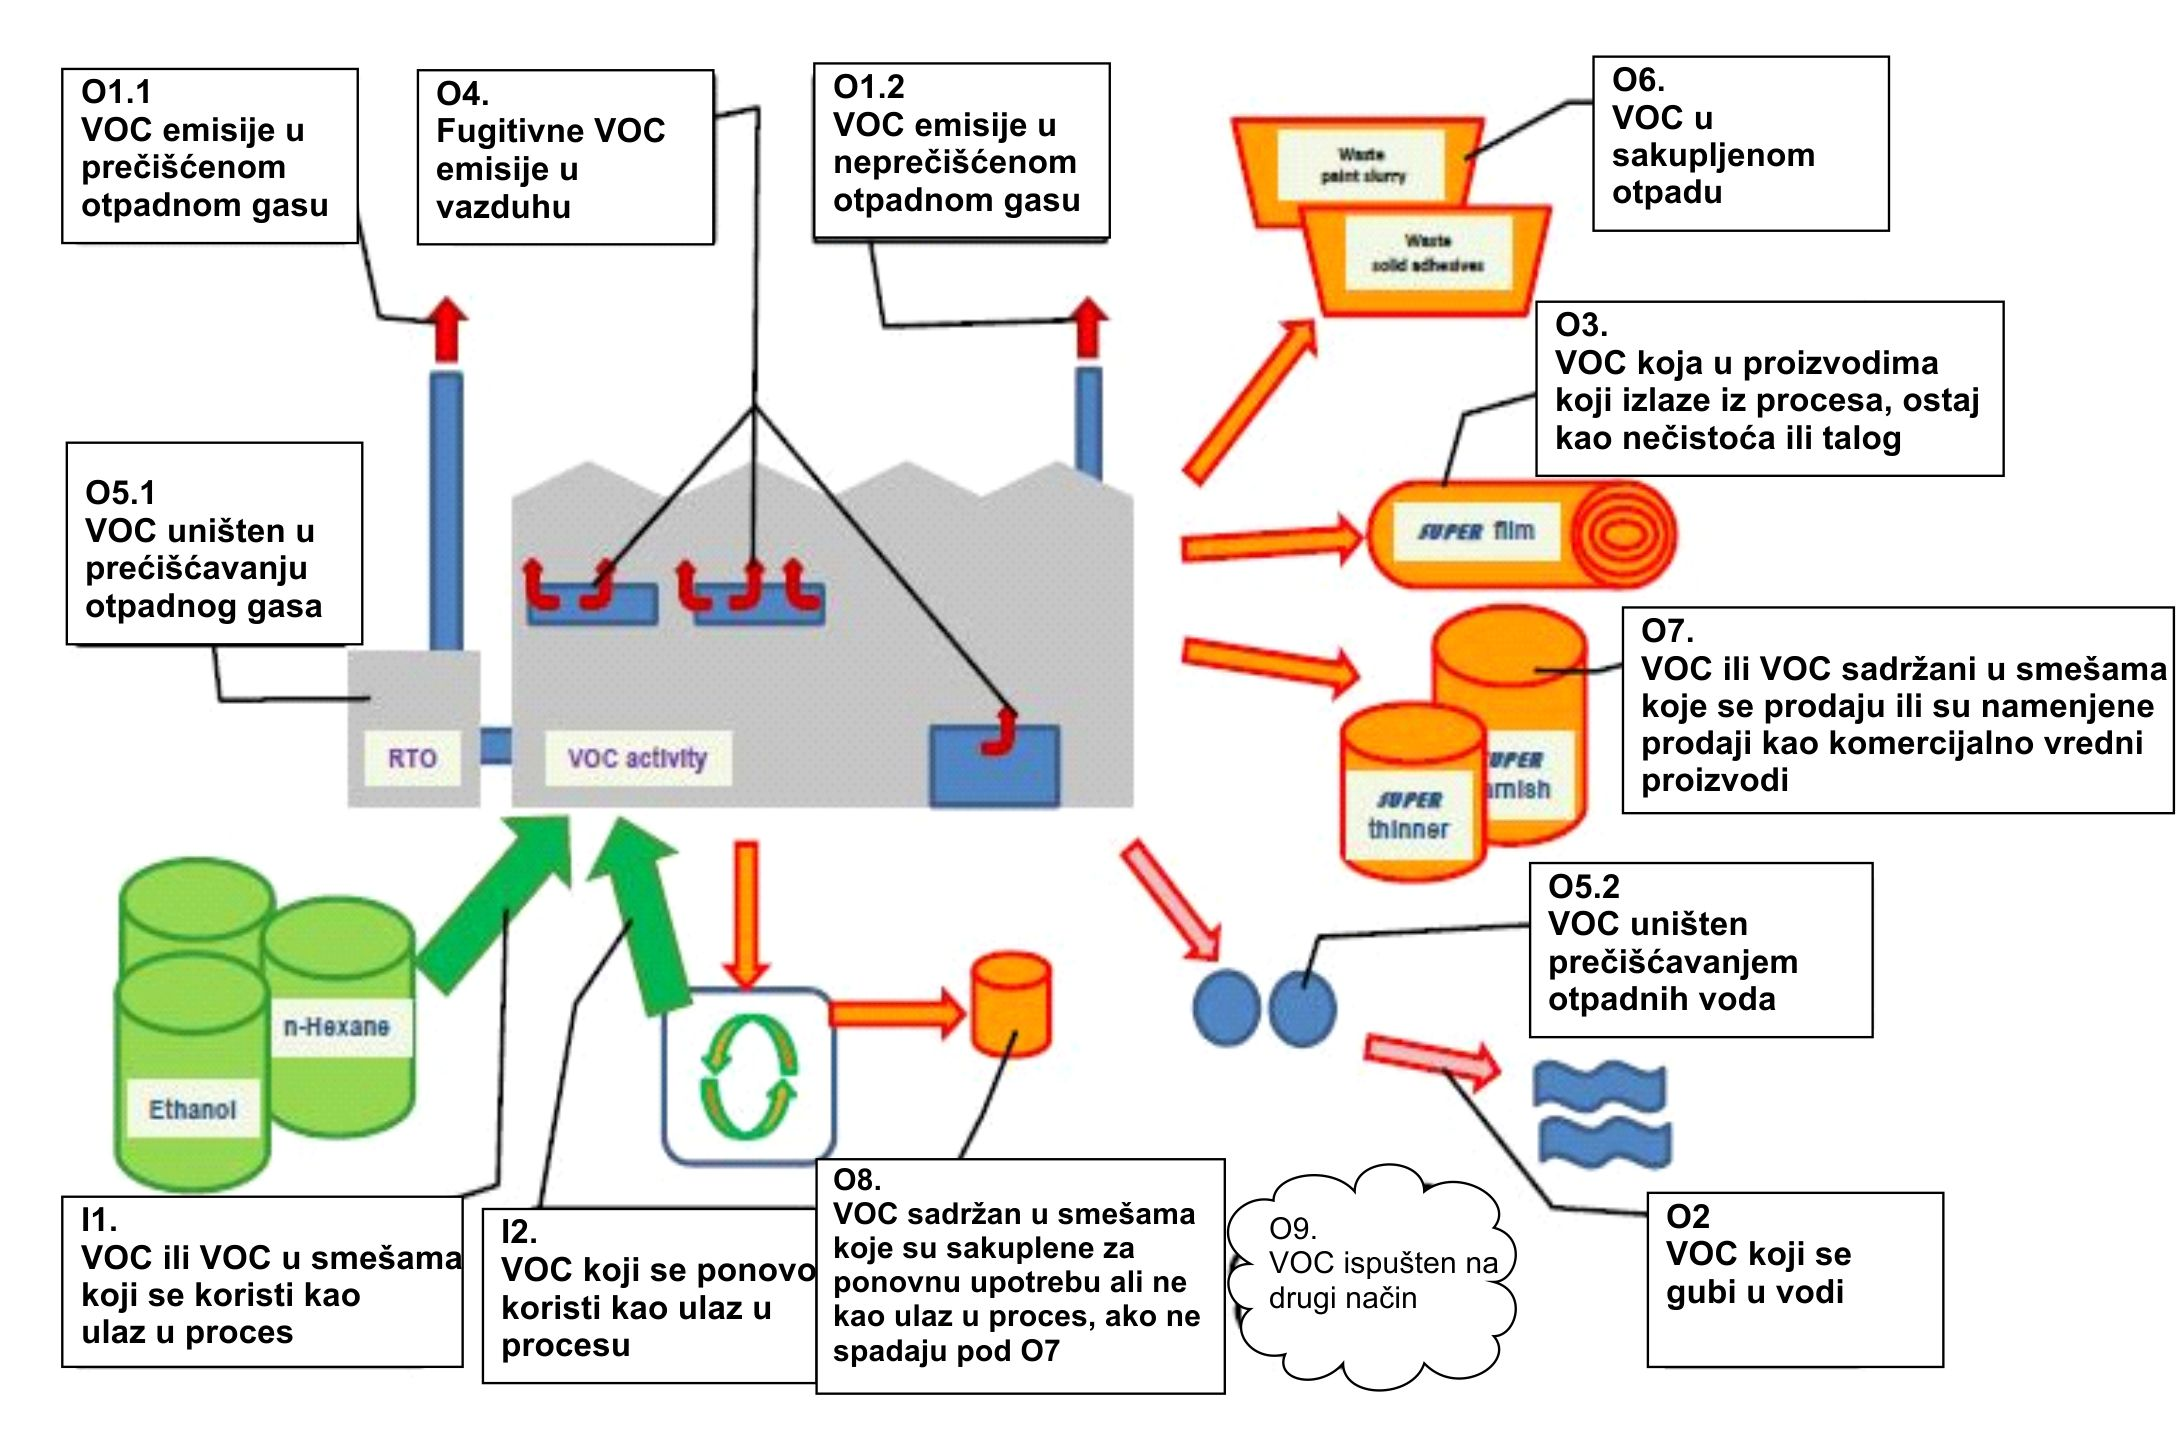 O1.1
VOC emisije u
prečišćenom
otpadnom gasu
O4.
Fugitivne VOC
emisije u
vazduhu
O1.2
VOC emisije u
neprečišćenom
otpadnom gasu
O6.
VOC u
sakupljenom
otpadu
Waste
paint slurry
Waste
solid adhesives
O3.
VOC koja u proizvodima
koji izlaze iz procesa, ostaj
kao nečistoća ili talog
SUPER film
O5.1
VOC uništen u
prećišćavanju
otpadnog gasa
RTO
VOC activity
O7.
VOC ili VOC sadržani u smešama
koje se prodaju ili su namenjene
prodaji kao komercijalno vredni
proizvodi
UPER
arnish
SUPER
thinner
O5.2
VOC uništen
prečišćavanjem
otpadnih voda
n-Hexane
Ethanol
I1.
VOC ili VOC u smešama
koji se koristi kao
ulaz u proces
I2.
VOC koji se ponovo
koristi kao ulaz u
procesu
O8.
VOC sadržan u smešama
koje su sakuplene za
ponovnu upotrebu ali ne
kao ulaz u proces, ako ne
spadaju pod O7
O9.
VOC ispušten na
drugi način
O2
VOC koji se
gubi u vodi